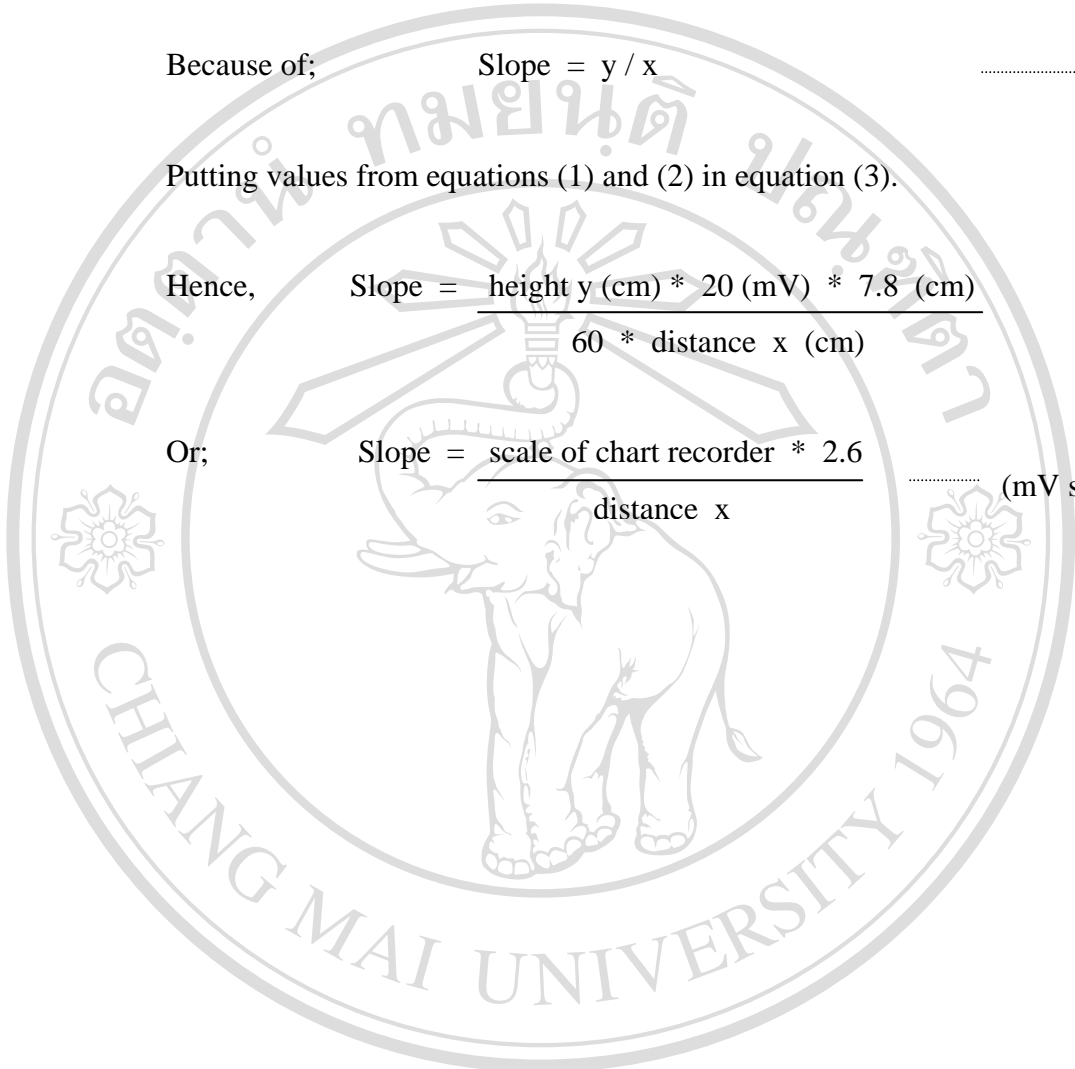 Because of; Slope = y / x ........................
Putting values from equations (1) and (2) in equation (3).
Hence, Slope = height y (cm) * 20 (mV) * 7.8 (cm)
60 * distance x (cm)
Or; Slope = scale of chart recorder * 2.6 .................. (mV s
distance x
CHIANG MAI UNIVERSITY 1964